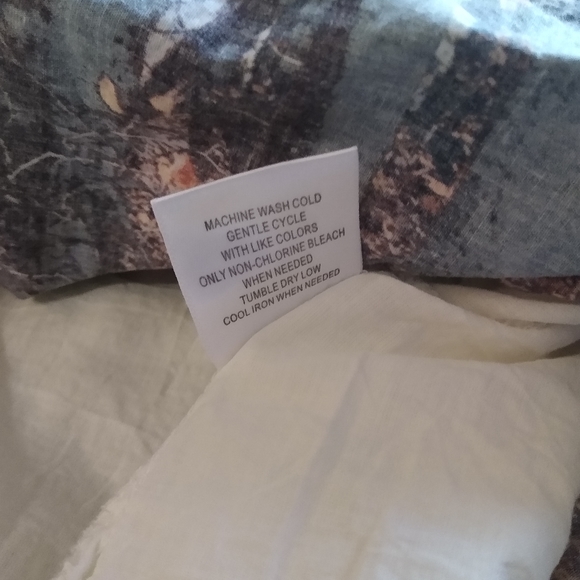 MACHINE WASH COLD
GENTLE CYCLE
WITH LIKE COLORS
ONLY NON-CHLORINE BLEACH
WHEN NEEDED
TUMBLE DRY LOW
COOL IRON WHEN NEEDED